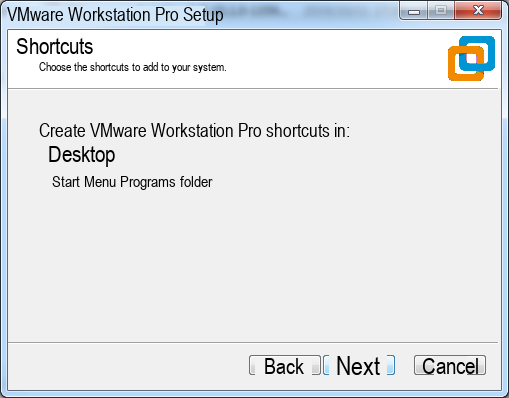 VMware Workstation Pro Setup
Shortcuts
Choose the shortcuts to add to your system.
Create VMware Workstation Pro shortcuts in:
Desktop
Start Menu Programs folder
Back Next Cancel